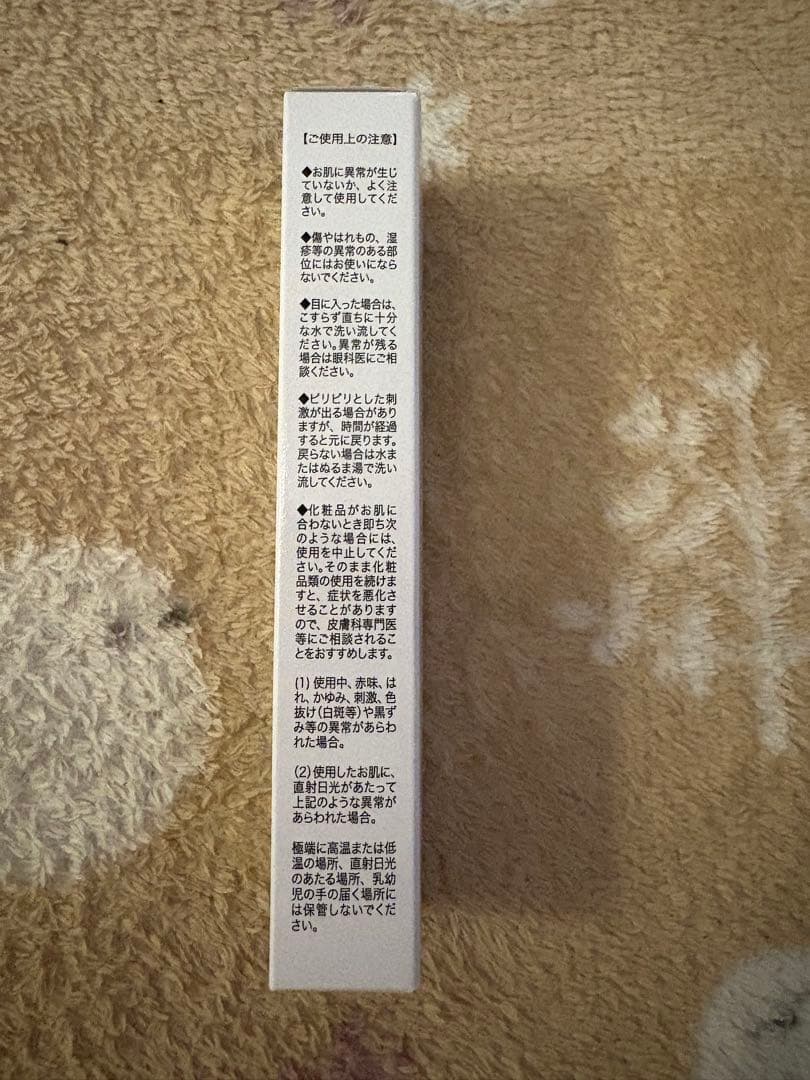 【ご使用上の注意】
◆お肌に異常が生じ
ていないか、よく注
意して使用してくだ
さい。
◆傷やはれもの、湿
疹等の異常のある部
位にはお使いになら
ないでください。
◆目に入った場合は、
こすらず直ちに十分
な水で洗い流してく
ださい。異常が残る
場合は眼科医にご相
談ください。
◆ピリピリとした刺
激が出る場合があり
ますが、時間が経過
すると元に戻ります。
戻らない場合は水ま
たはぬるま湯で洗い
流してください。
◆化粧品がお肌に
合わないとき即ち次
のような場合には、
使用を中止してくだ
さい。そのまま化粧
品類の使用を続けま
すと、症状を悪化さ
せることがあります
ので、皮膚科専門医
等にご相談されるこ
とをおすすめします。
(1) 使用中、赤味、は
れ、かゆみ、刺激、色
抜け(白斑等)や黒ず
み等の異常があらわ
れた場合。
(2) 使用したお肌に、
直射日光があたって
上記のような異常が
あらわれた場合。
極端に高温または低
温の場所、直射日光
のあたる場所、乳幼
児の手の届く場所に
は保管しないでくだ
さい。